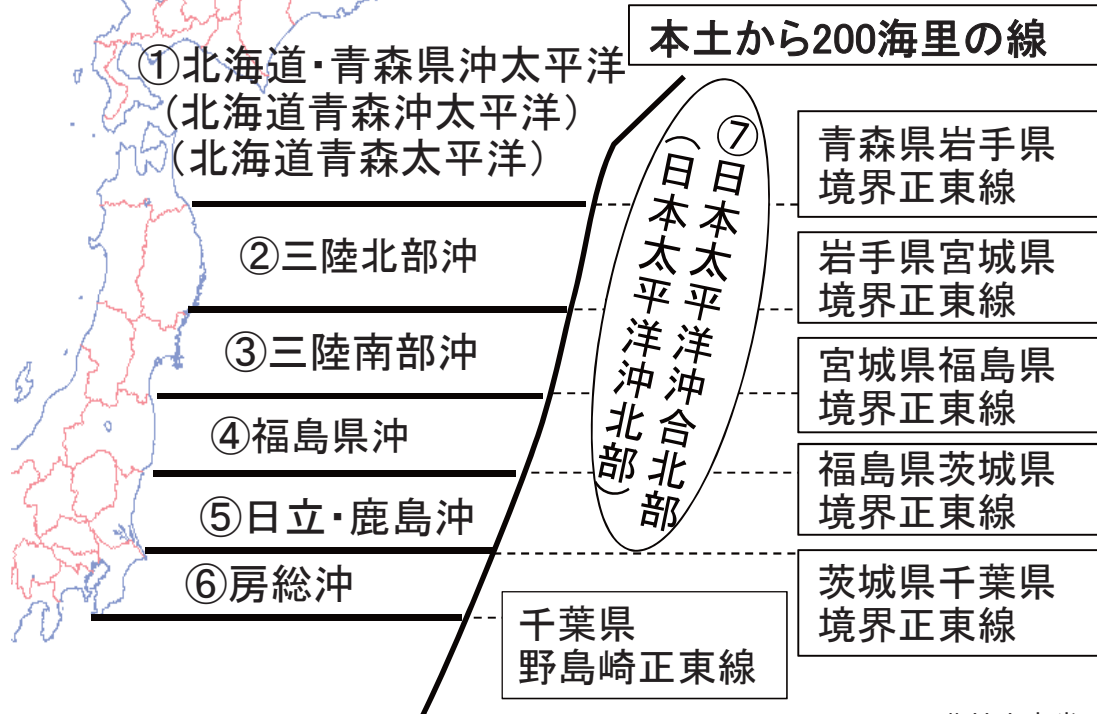 本土から200海里の線
①北海道・青森県沖太平洋
(北海道青森沖太平洋)
(北海道青森太平洋)
⑦日本太平洋沖合北部
(日本太平洋沖北部)
青森県岩手県
境界正東線
②三陸北部沖
岩手県宮城県
境界正東線
③三陸南部沖
宮城県福島県
境界正東線
④福島県沖
福島県茨城県
境界正東線
⑤日立・鹿島沖
茨城県千葉県
境界正東線
⑥房総沖
千葉県
野島崎正東線